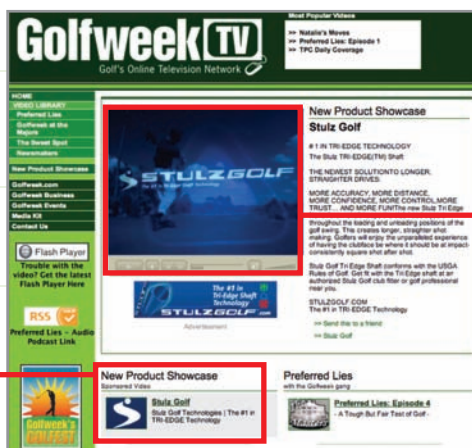 Golfweek TV
Golf's Online Television Network
Most Popular Videos
>> Natalie's Moves
>> Preferred Lies: Episode 1
>> TPC Daily Coverage
HOME
VIDEO LIBRARY
Preferred Lies
Golfweek at the
Majors
The Sweet Spot
Newsmakers
New Product Showcase
Golfweek.com
Golfweek Business
Golfweek Events
Media Kit
Contact Us
Flash Player
Trouble with the
video? Get the latest
Flash Player Here
RSS
Preferred Lies - Audio
Podcast Link
Golfweek's
GOLFEST
STULZGOLF
The #1 in
Tri-Edge Shaft
Technology
STULZGOLF.COM
Advertisement
New Product Showcase
Stulz Golf
# 1 IN TRI-EDGE TECHNOLOGY
The Stulz TRI-EDGE(TM) Shaft
THE NEWEST SOLUTIONTO LONGER,
STRAIGHTER DRIVES.
MORE ACCURACY, MORE DISTANCE,
MORE CONFIDENCE, MORE CONTROL,MORE
TRUST... AND MORE FUN!The new Stulz Tri Edge
throughout the loading and unloading positions of the
golf swing. This creates longer, straighter shot
making. Golfers will enjoy the unparalleled experience
of having the clubface be where it should be at impact-
consistently square shot after shot.
Stulz Golf Tri-Edge Shaft conforms with the USGA
Rules of Golf. Get fit with the Tri-Edge shaft at an
authorized Stulz Golf club fitter or golf professional
near you.
STULZGOLF.COM
The #1 in TRI-EDGE Technology
>> Send this to a friend
>> Stulz Golf
New Product Showcase
Sponsored Video
Stulz Golf
Stulz Golf Technologies | The #1 in
TRI-EDGE Technology
Preferred Lies
with the Golfween gang
Preferred Lies: Episode 4
- A Tough But Fair Test of Golf -